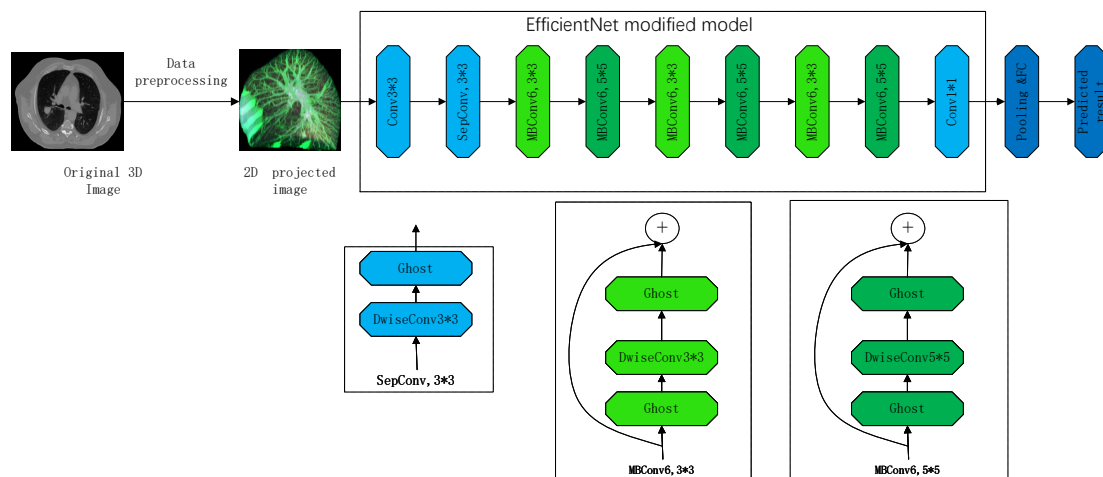 EfficientNet modified model
Data
preprocessing
Original 3D
Image
2D projected
image
Conv3*3
SepConv,3*3
MBConv6,3*3
MBConv6,5*5
MBConv6,3*3
MBConv6,5*5
MBConv6,3*3
MBConv6,5*5
Conv1*1
Pooling &FC
Predicted
result
Ghost
DwiseConv3*3
SepConv,3*3
+
Ghost
DwiseConv3*3
Ghost
MBConv6,3*3
+
Ghost
DwiseConv5*5
Ghost
MBConv6,5*5